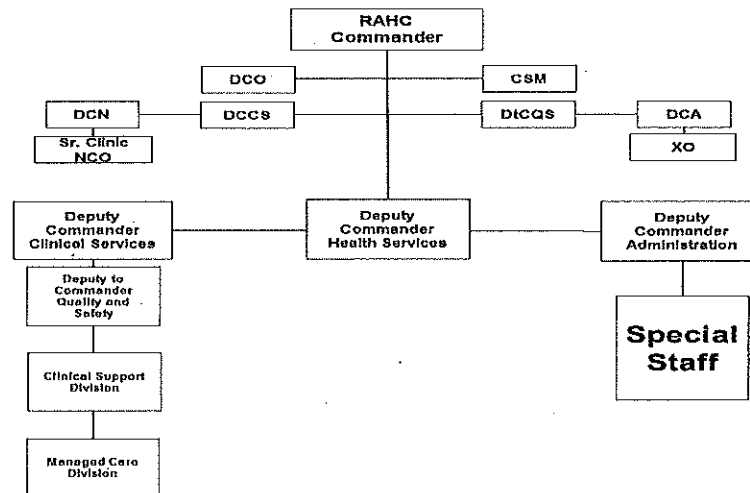 RAHC
Commander
DCO
CSM
DCN
DCCS
DtCQS
DCA
Sr. Clinic
NCO
XO
Deputy
Commander
Clinical Services
Deputy
Commander
Health Services
Deputy
Commander
Administration
Deputy to
Commander
Quality and
Safety
Special
Staff
Clinical Support
Division
Managed Care
Division